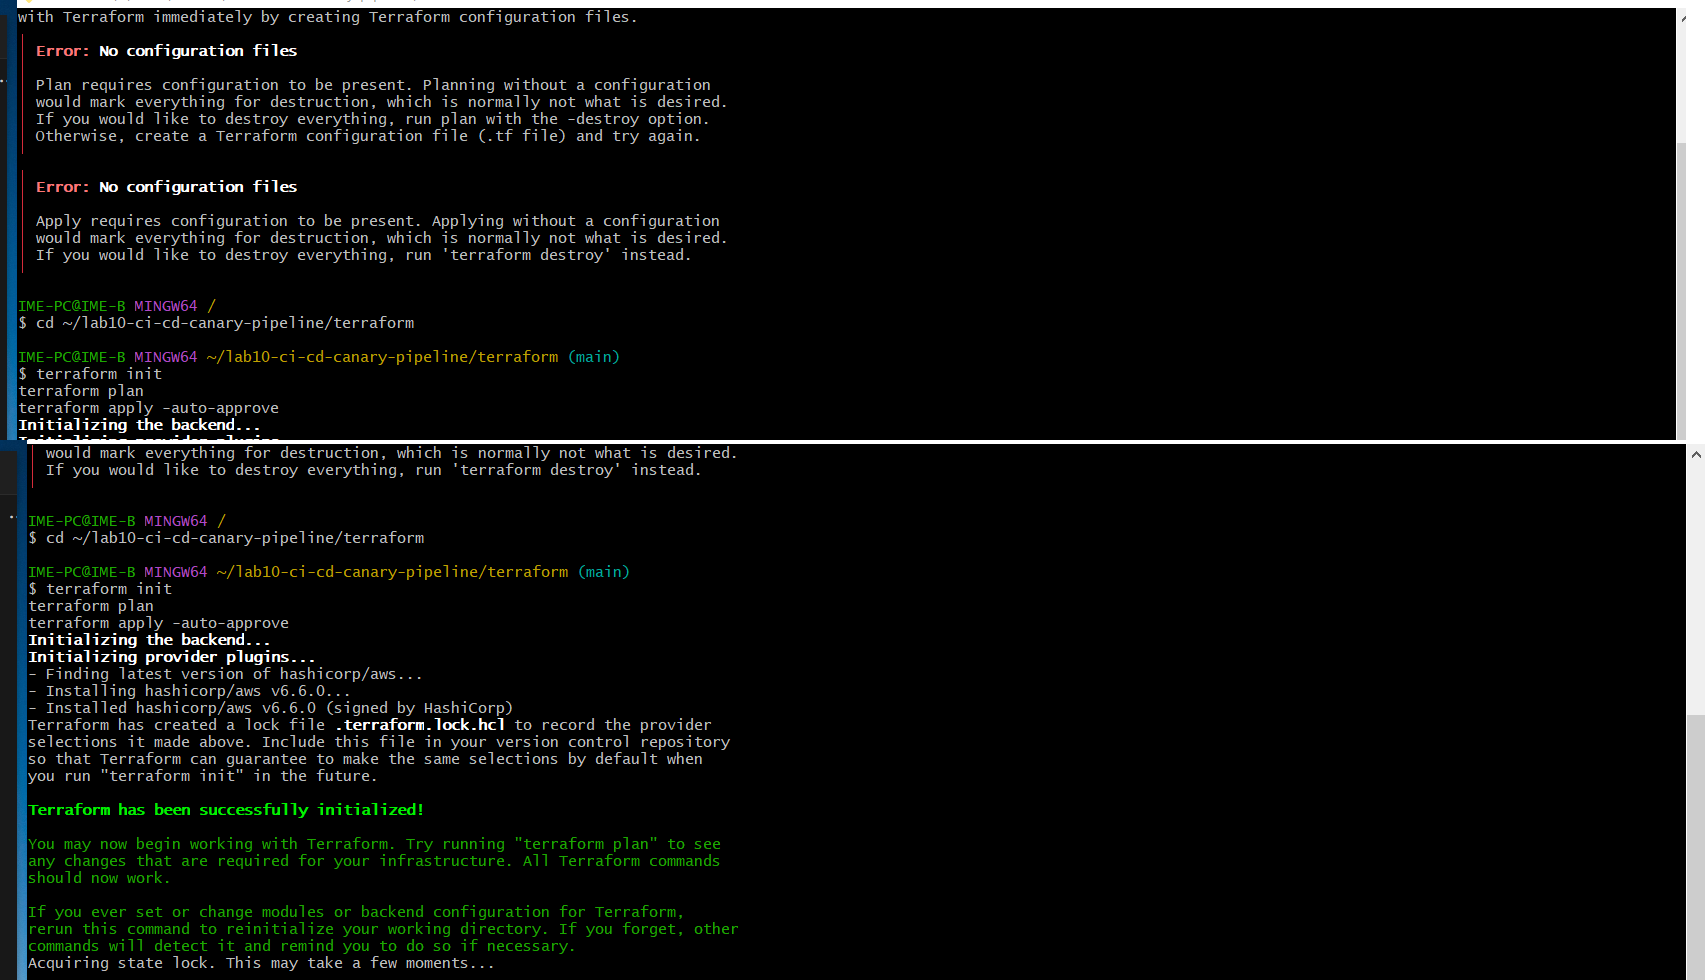 with Terraform immediately by creating Terraform configuration files.
Error: No configuration files
Plan requires configuration to be present. Planning without a configuration
would mark everything for destruction, which is normally not what is desired.
If you would like to destroy everything, run plan with the -destroy option.
Otherwise, create a Terraform configuration file (.tf file) and try again.
Error: No configuration files
Apply requires configuration to be present. Applying without a configuration
would mark everything for destruction, which is normally not what is desired.
If you would like to destroy everything, run 'terraform destroy' instead.
IME-PC@IME-B MINGW64 /
$ cd ~/lab10-ci-cd-canary-pipeline/terraform
IME-PC@IME-B MINGW64 ~/lab10-ci-cd-canary-pipeline/terraform (main)
$ terraform init
terraform plan
terraform apply -auto-approve
Initializing the backend...
Initializing provider plugins...
would mark everything for destruction, which is normally not what is desired.
If you would like to destroy everything, run 'terraform destroy' instead.
IME-PC@IME-B MINGW64 /
$ cd ~/lab10-ci-cd-canary-pipeline/terraform
IME-PC@IME-B MINGW64 ~/lab10-ci-cd-canary-pipeline/terraform (main)
$ terraform init
terraform plan
terraform apply -auto-approve
Initializing the backend...
Initializing provider plugins...
- Finding latest version of hashicorp/aws...
- Installing hashicorp/aws v6.6.0...
- Installed hashicorp/aws v6.6.0 (signed by HashiCorp)
Terraform has created a lock file .terraform.lock.hcl to record the provider
selections it made above. Include this file in your version control repository
so that Terraform can guarantee to make the same selections by default when
you run "terraform init" in the future.
Terraform has been successfully initialized!
You may now begin working with Terraform. Try running "terraform plan" to see
any changes that are required for your infrastructure. All Terraform commands
should now work.
If you ever set or change modules or backend configuration for Terraform,
rerun this command to reinitialize your working directory. If you forget, other
commands will detect it and remind you to do so if necessary.
Acquiring state lock. This may take a few moments...